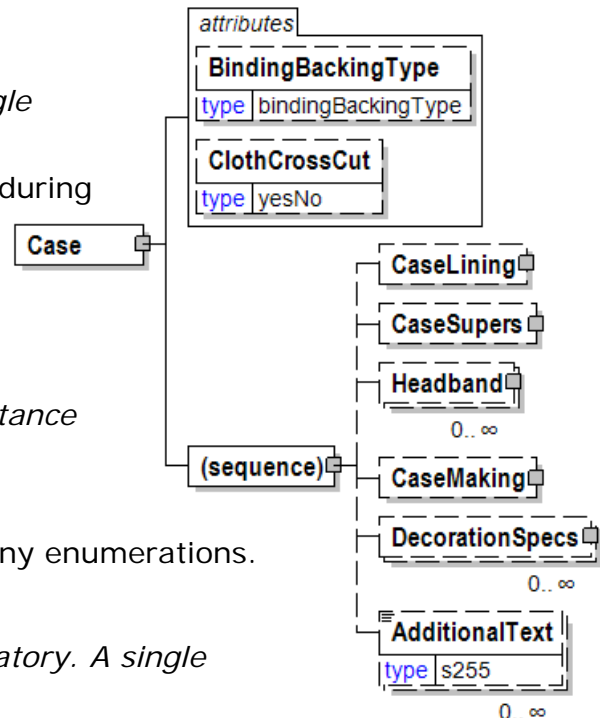 attributes
BindingBackingType
type bindingBackingType
ClothCrossCut
type yesNo
during
Case
CaseLining
CaseSupers
Headband
0.. ∞
tance
(sequence)
CaseMaking
DecorationSpecs
0.. ∞
ny enumerations.
AdditionalText
type s255
0.. ∞
atory. A single
gle